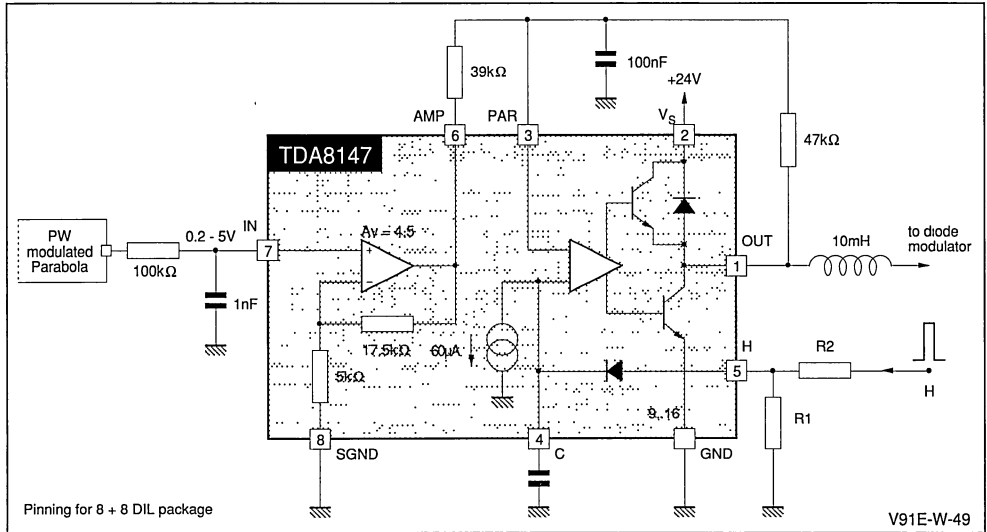 39kΩ
100nF
+24V
AMP
PAR
Vs
6
3
2
47kΩ
TDA8147
PW
modulated
Parabola
0.2 - 5V
IN
7
Av = 4.5
+
−
OUT
1
10mH
to diode
modulator
100kΩ
1nF
17.5kΩ
60µA
5kΩ
H
5
R2
H
R1
9,.16
8
SGND
4
C
GND
Pinning for 8 + 8 DIL package
V91E-W-49